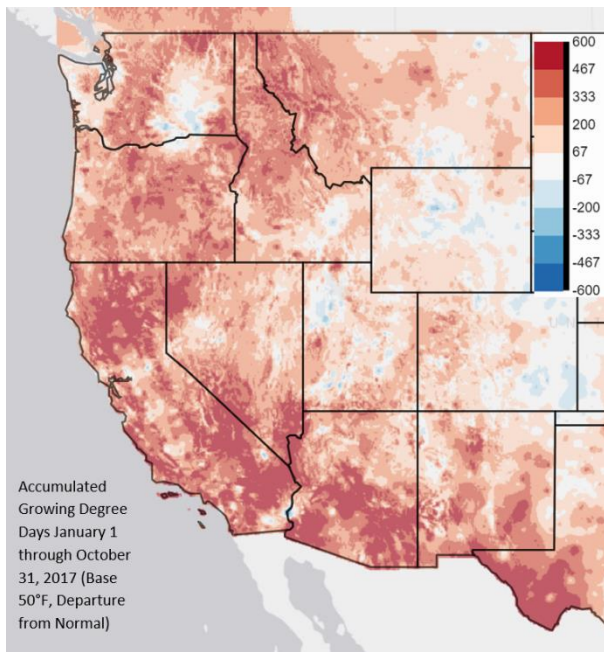 600
467
333
200
67
-67
-200
-333
-467
-600
Accumulated
Growing Degree
Days January 1
through October
31, 2017 (Base
50°F, Departure
from Normal)